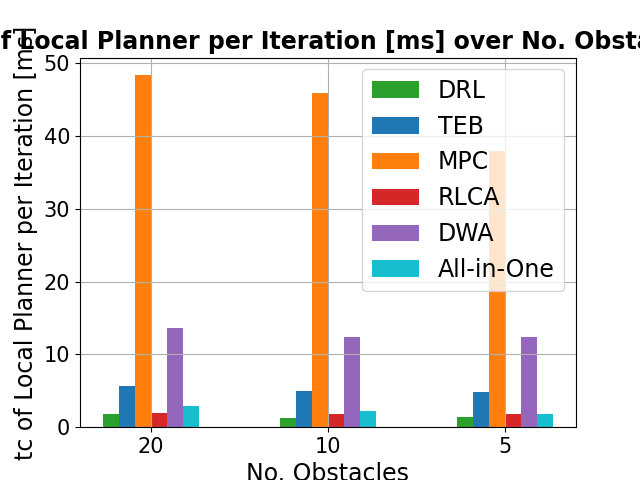 f Local Planner per Iteration [ms] over No. Obsta
tc of Local Planner per Iteration [ms]
50
40
30
20
10
0
DRL
TEB
MPC
RLCA
DWA
All-in-One
20 10 5
No. Obstacles